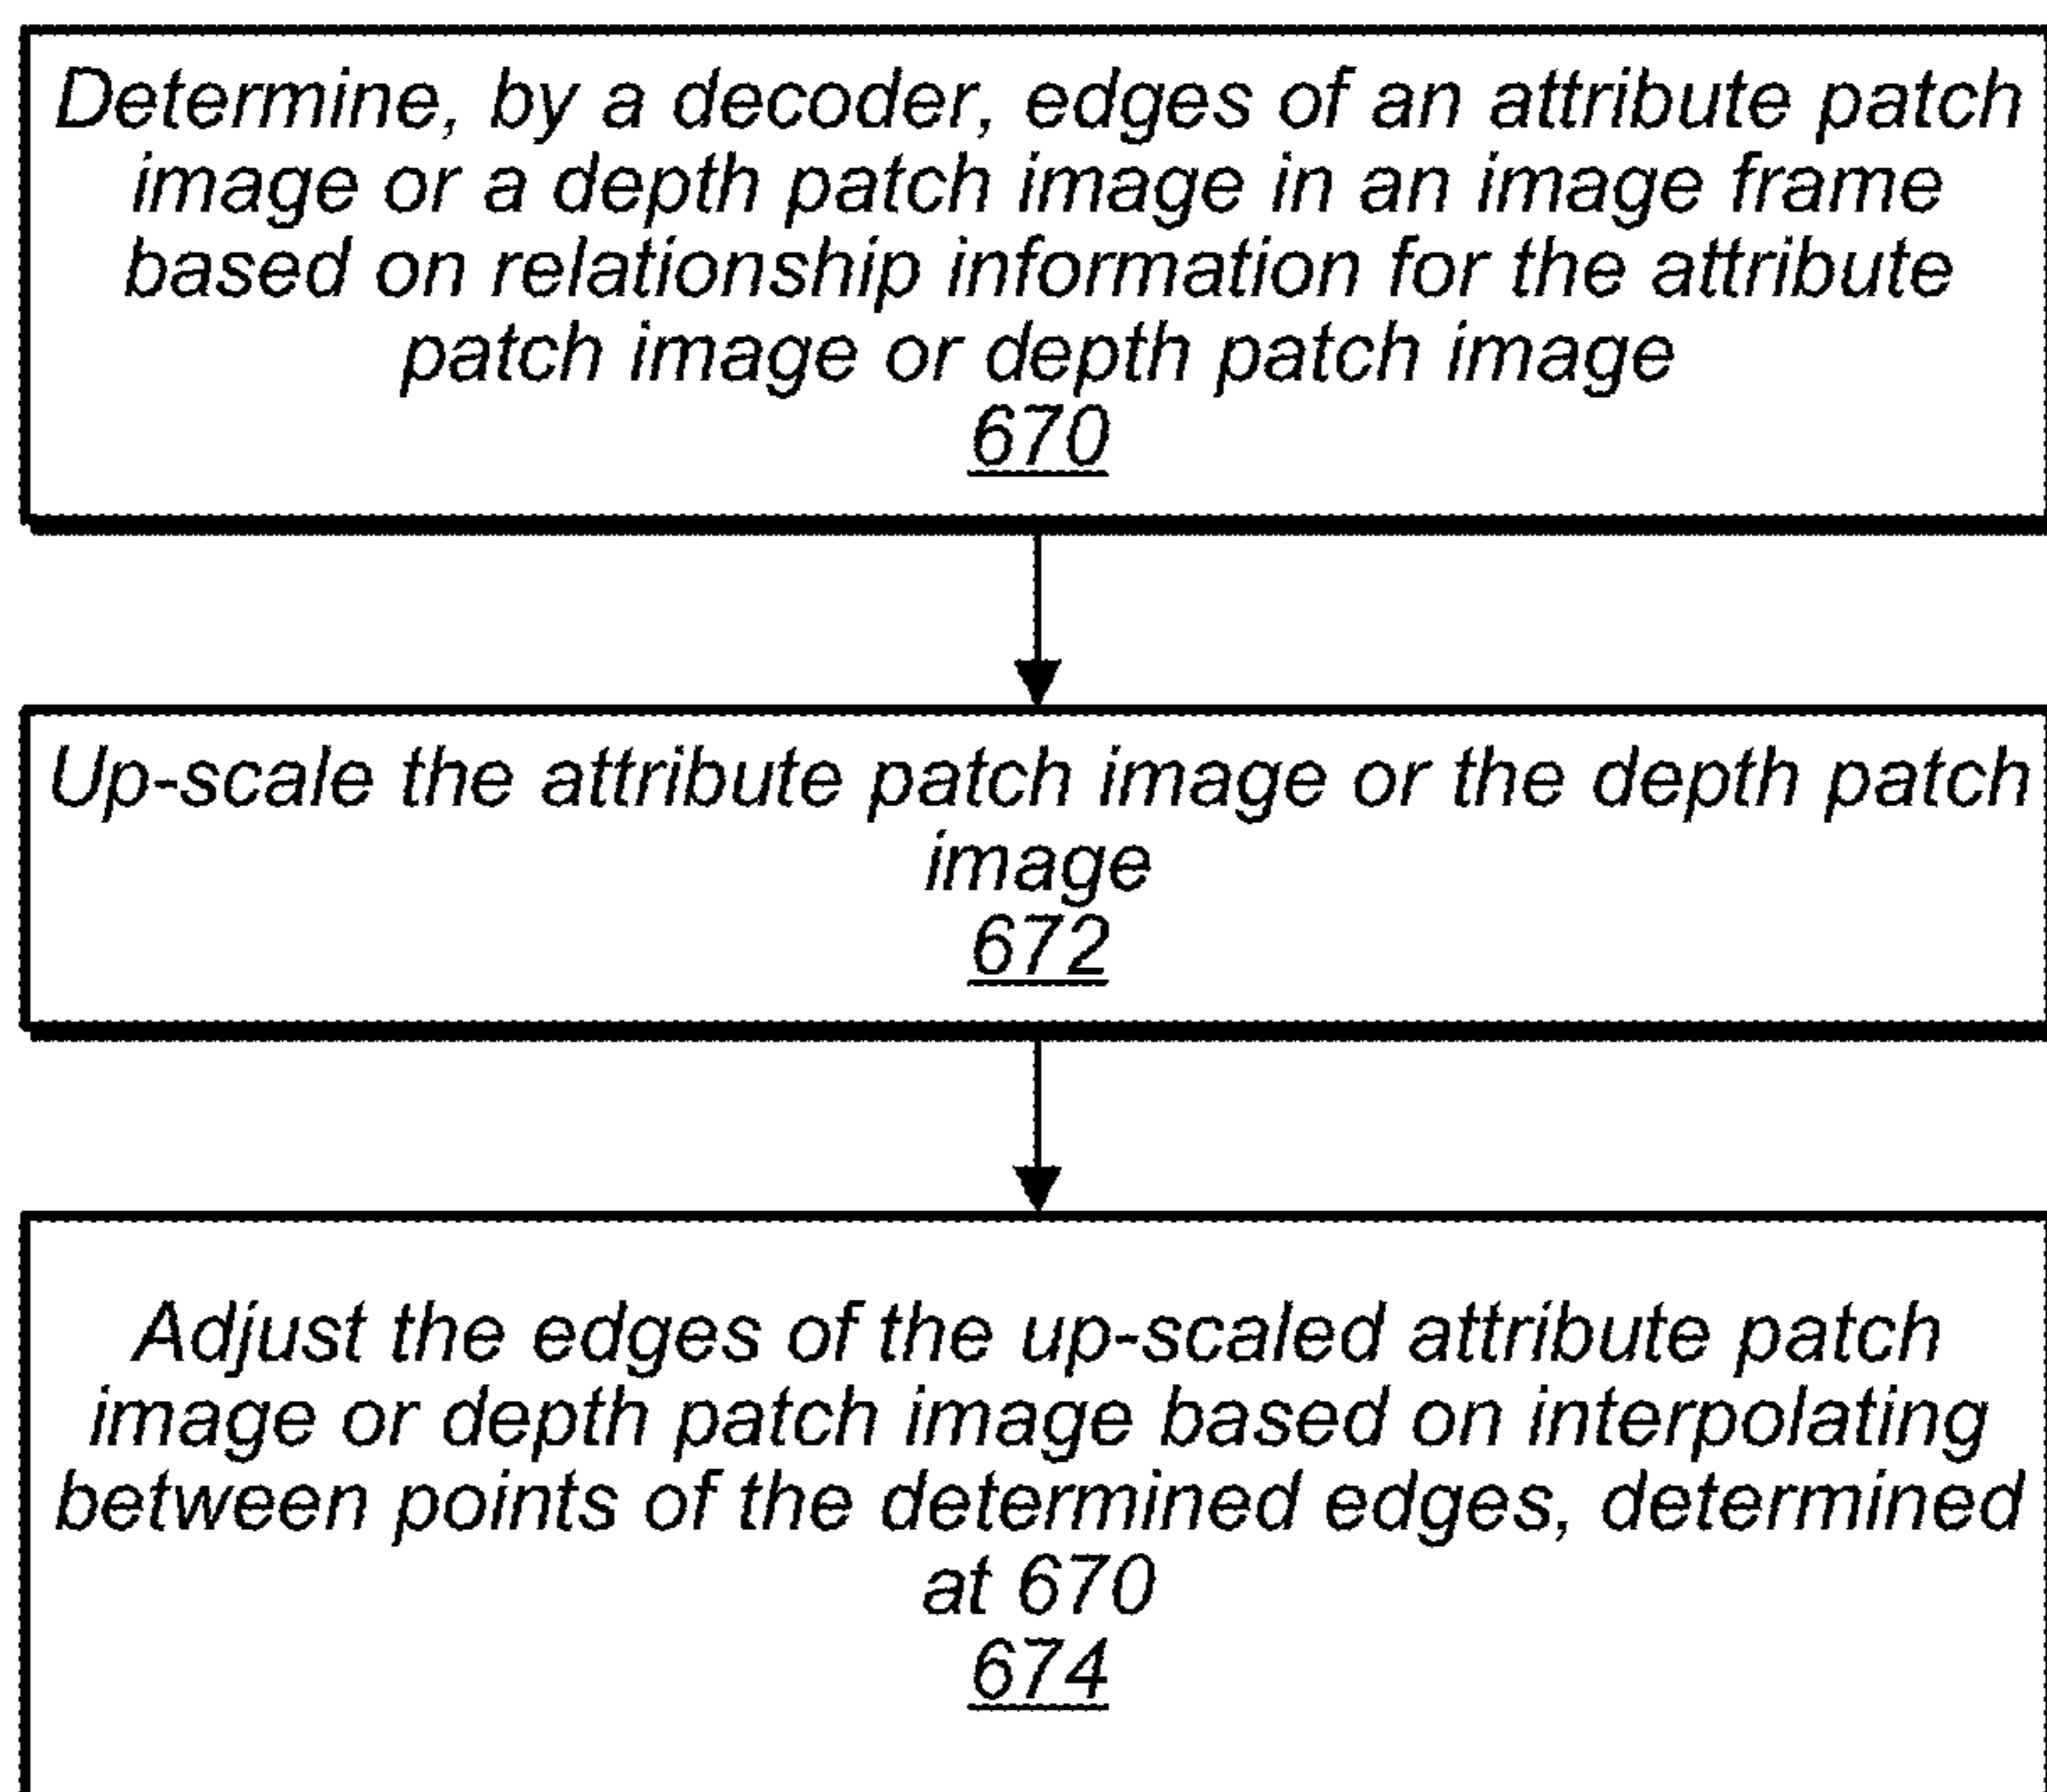 Determine, by a decoder, edges of an attribute patch
image or a depth patch image in an image frame
based on relationship information for the attribute
patch image or depth patch image
670
Up-scale the attribute patch image or the depth patch
image
672
Adjust the edges of the up-scaled attribute patch
image or depth patch image based on interpolating
between points of the determined edges, determined
at 670
674